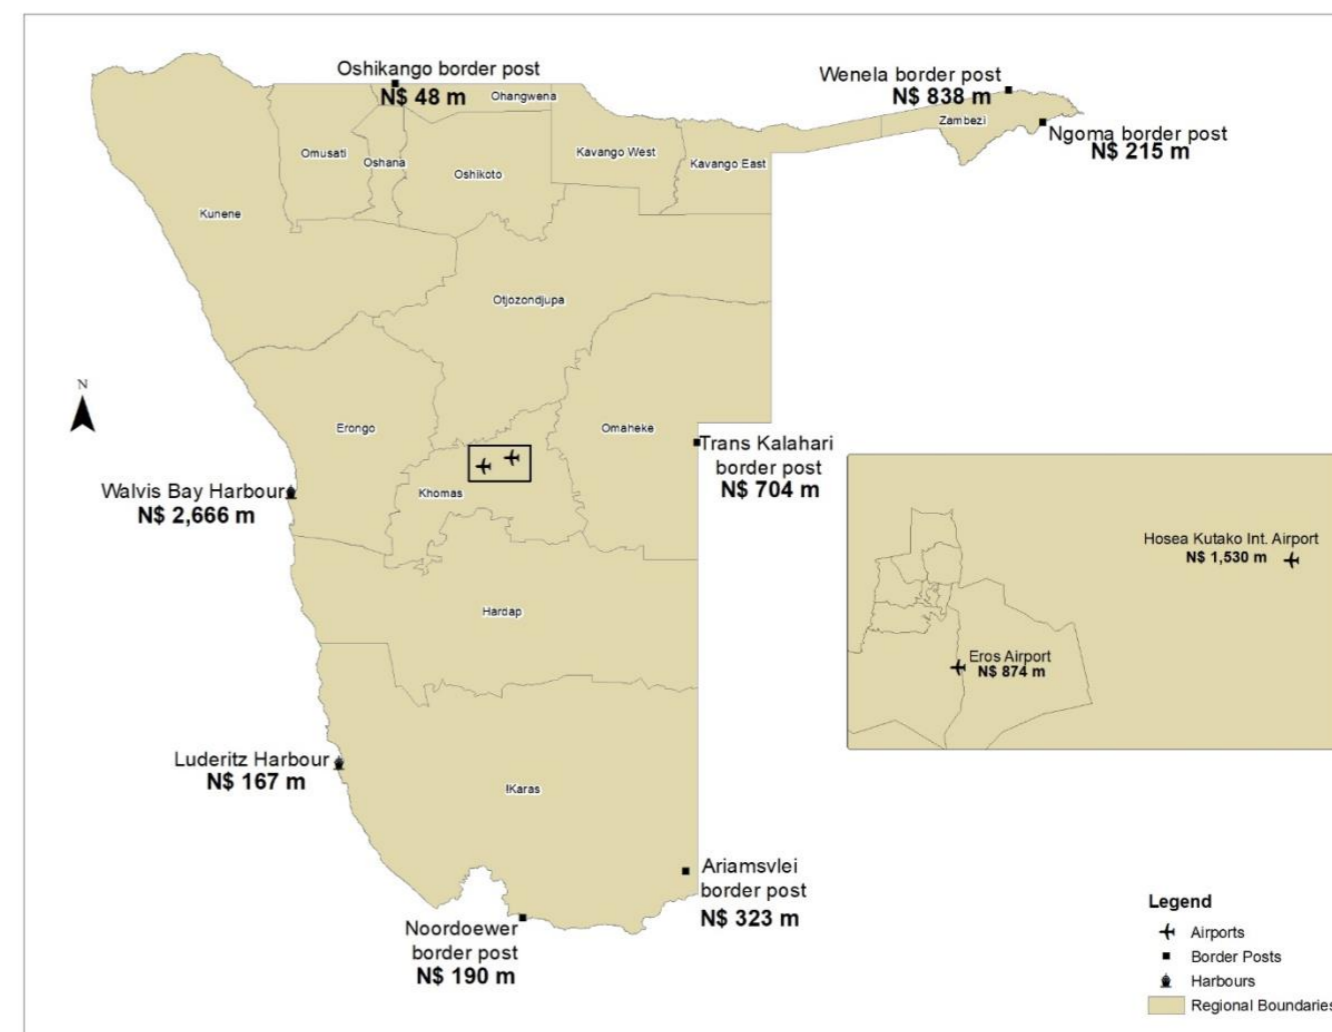 Oshikango border post
N$ 48 m
Ohangwena
Wenela border post
N$ 838 m
Zambezi
Ngoma border post
N$ 215 m
Omusati
Oshana
Oshikoto
Kavango West
Kavango East
Kunene
Otjozondjupa
N
Erongo
Omaheke
Trans Kalahari
border post
N$ 704 m
Khomas
Walvis Bay Harbour
N$ 2,666 m
Hosea Kutako Int. Airport
N$ 1,530 m
Eros Airport
N$ 874 m
Hardap
Luderitz Harbour
N$ 167 m
!Karas
Ariamsvlei
border post
N$ 323 m
Noordoewer
border post
N$ 190 m
Legend
Airports
Border Posts
Harbours
Regional Boundaries